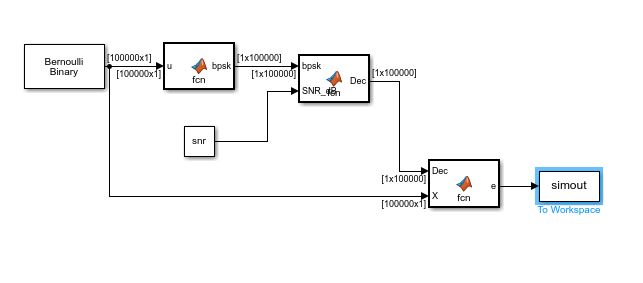 Bernoulli
Binary
[100000x1]
[100000x1]
u
bpsk
fcn
[1x100000]
[1x100000]
bpsk
SNR_dB
Dec
fcn
[1x100000]
snr
[1x100000]
[100000x1]
Dec
X
e
fcn
simout
To Workspace